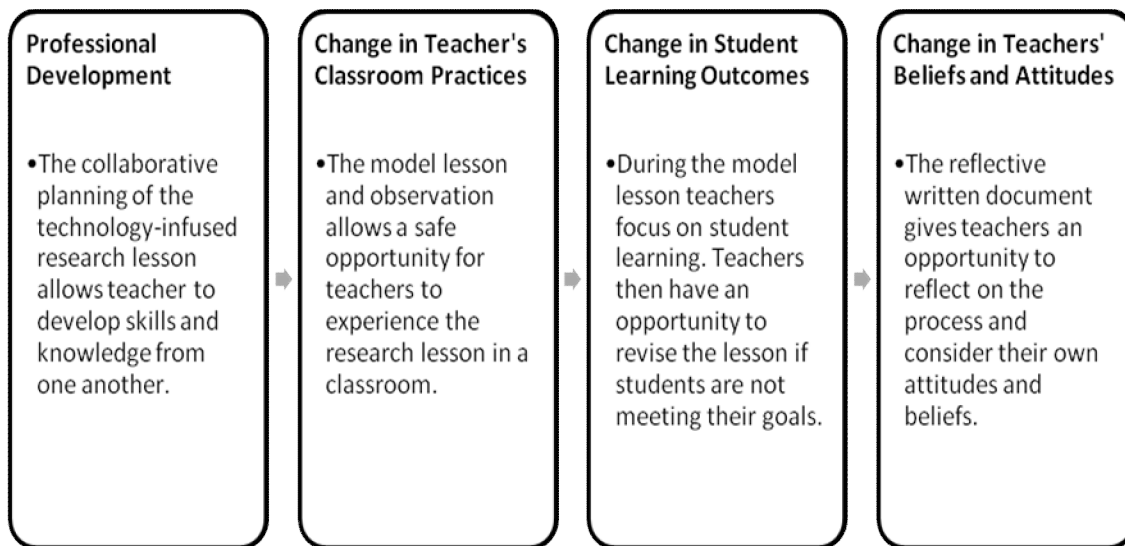 Professional
Development
•The collaborative
planning of the
technology-infused
research lesson
allows teacher to
develop skills and
knowledge from
one another.
Change in Teacher's
Classroom Practices
•The model lesson
and observation
allows a safe
opportunity for
teachers to
experience the
research lesson in a
classroom.
Change in Student
Learning Outcomes
•During the model
lesson teachers
focus on student
learning. Teachers
then have an
opportunity to
revise the lesson if
students are not
meeting their goals.
Change in Teachers'
Beliefs and Attitudes
•The reflective
written document
gives teachers an
opportunity to
reflect on the
process and
consider their own
attitudes and
beliefs.